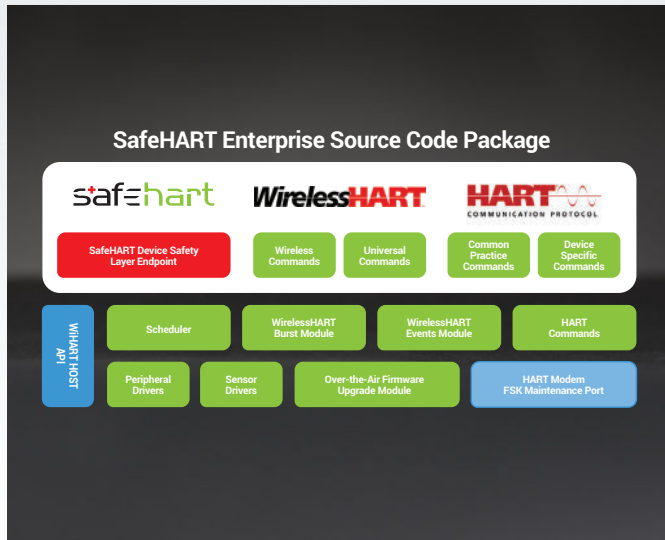 SafeHART Enterprise Source Code Package
safehart
WirelessHART
HART
COMMUNICATION PROTOCOL
SafeHART Device Safety
Layer Endpoint
Wireless
Commands
Universal
Commands
Common
Practice
Commands
Device
Specific
Commands
WiHART HOST
API
Scheduler
WirelessHART
Burst Module
WirelessHART
Events Module
HART
Commands
Peripheral
Drivers
Sensor
Drivers
Over-the-Air Firmware
Upgrade Module
HART Modem
FSK Maintenance Port